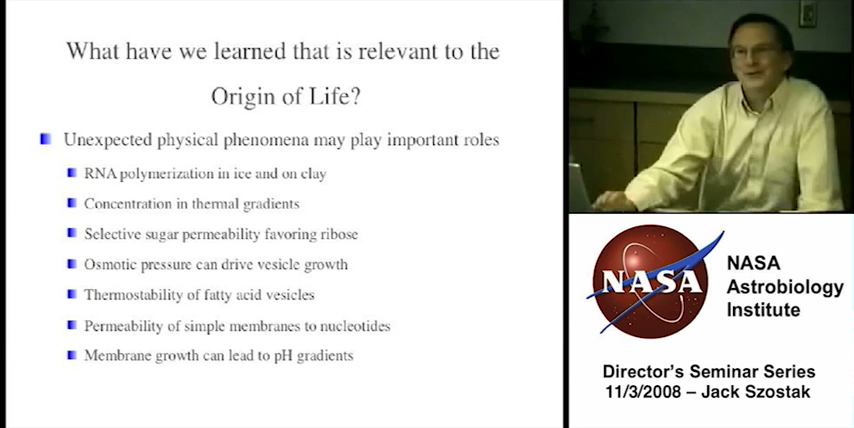 What have we learned that is relevant to the
Origin of Life?
Unexpected physical phenomena may play important roles
RNA polymerization in ice and on clay
Concentration in thermal gradients
Selective sugar permeability favoring ribose
Osmotic pressure can drive vesicle growth
Thermostability of fatty acid vesicles
Permeability of simple membranes to nucleotides
Membrane growth can lead to pH gradients
NASA
NASA
Astrobiology
Institute
Director's Seminar Series
11/3/2008 – Jack Szostak